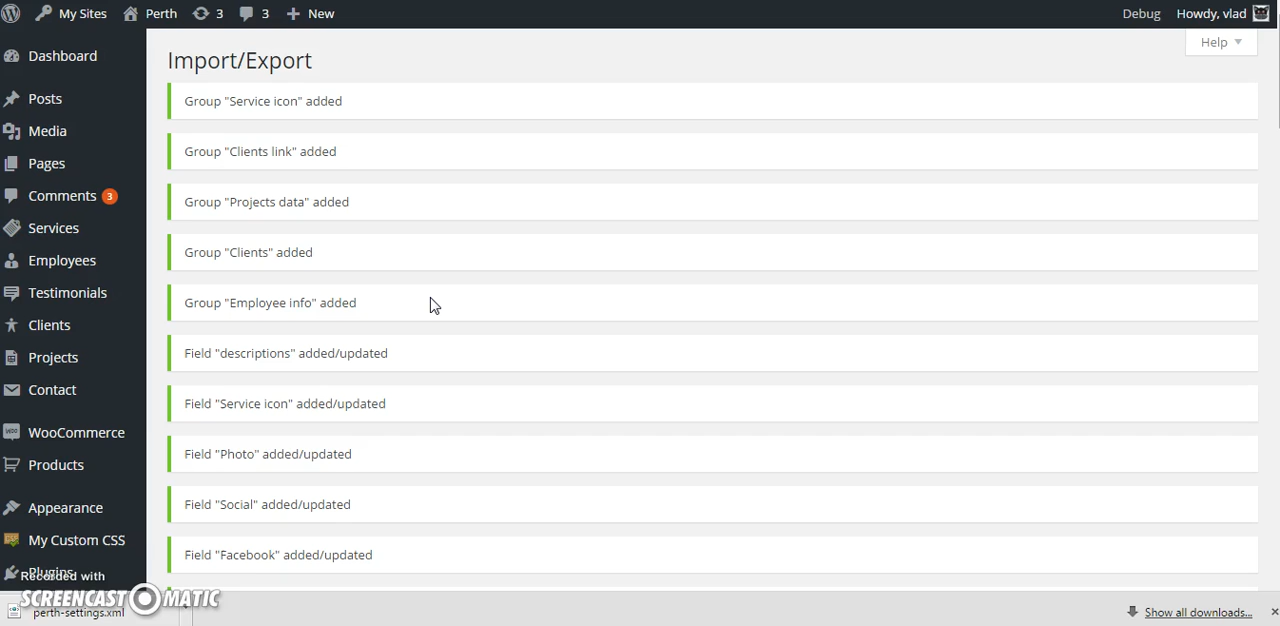 My Sites
Perth
3
3
New
Debug
Howdy, vlad
Dashboard
Posts
Media
Pages
Comments 3
Services
Employees
Testimonials
Clients
Projects
Contact
WooCommerce
Products
Appearance
My Custom CSS
Plugins
Help
Import/Export
Group "Service icon" added
Group "Clients link" added
Group "Projects data" added
Group "Clients" added
Group "Employee info" added
Field "descriptions" added/updated
Field "Service icon" added/updated
Field "Photo" added/updated
Field "Social" added/updated
Field "Facebook" added/updated
Recorded with
SCREENCAST MATIC
perth-settings.xml
Show all downloads...